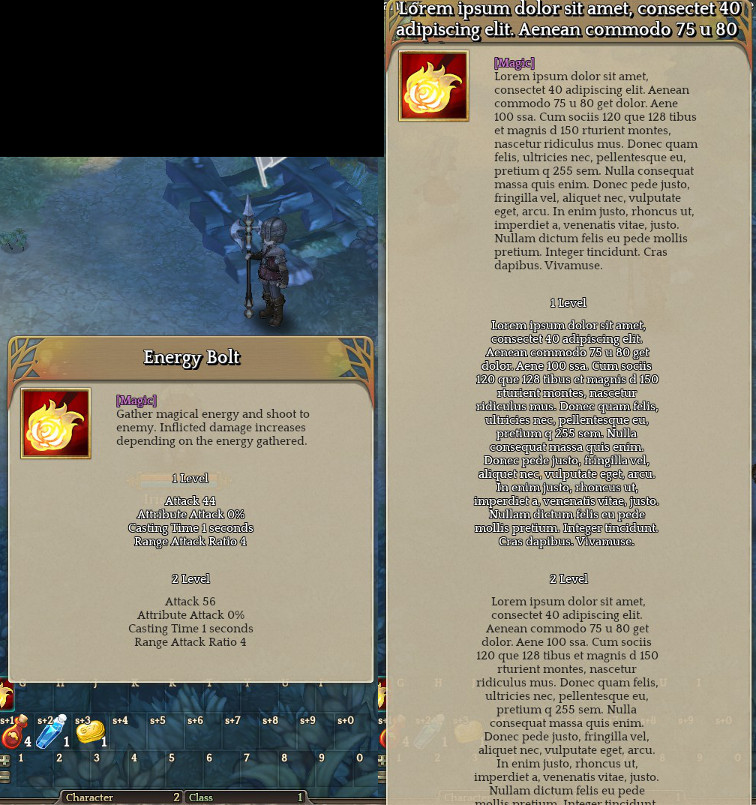 Energy Bolt
[Magic]
Gather magical energy and shoot to
enemy. Inflicted damage increases
depending on the energy gathered.
1 Level
Attack 44
Attribute Attack 0%
Casting Time 1 seconds
Range Attack Ratio 4
2 Level
Attack 56
Attribute Attack 0%
Casting Time 1 seconds
Range Attack Ratio 4
G H J K K T Y U I
s+1 s+2 s+3 s+4 s+5 s+6 s+7 s+8 s+9 s+0
4 1 1
1 2 3 4 5 6 7 8 9 0
Character 2 Class 1
Lorem ipsum dolor sit amet, consectet 40
adipiscing elit. Aenean commodo 75 u 80
[Magic]
Lorem ipsum dolor sit amet,
consectet 40 adipiscing elit. Aenean
commodo 75 u 80 get dolor. Aene
100 ssa. Cum sociis 120 que 128 tibus
et magnis d 150 rturient montes,
nascetur ridiculus mus. Donec quam
felis, ultricies nec, pellentesque eu,
pretium q 255 sem. Nulla consequat
massa quis enim. Donec pede justo,
fringilla vel, aliquet nec, vulputate
eget, arcu. In enim justo, rhoncus ut,
imperdiet a, venenatis vitae, justo.
Nullam dictum felis eu pede mollis
pretium. Integer tincidunt. Cras
dapibus. Vivamuse.
1 Level
Lorem ipsum dolor sit amet,
consectet 40 adipiscing elit.
Aenean commodo 75 u 80 get
dolor. Aene 100 ssa. Cum sociis
120 que 128 tibus et magnis d 150
rturient montes, nascetur
ridiculus mus. Donec quam felis,
ultricies nec, pellentesque eu,
pretium q 255 sem. Nulla
consequat massa quis enim.
Donec pede justo, fringilla vel,
aliquet nec, vulputate eget, arcu.
In enim justo, rhoncus ut,
imperdiet a, venenatis vitae, justo.
Nullam dictum felis eu pede
mollis pretium. Integer tincidunt.
Cras dapibus. Vivamuse.
2 Level
Lorem ipsum dolor sit amet,
consectet 40 adipiscing elit.
Aenean commodo 75 u 80 get
dolor. Aene 100 ssa. Cum sociis
120 que 128 tibus et magnis d 150
rturient montes, nascetur
ridiculus mus. Donec quam felis,
ultricies nec, pellentesque eu,
pretium q 255 sem. Nulla
consequat massa quis enim.
Donec pede justo, fringilla vel,
aliquet nec, vulputate eget, arcu.
In enim justo, rhoncus ut,
imperdiet a, venenatis vitae, justo.
Nullam dictum felis eu pede
mollis pretium. Integer tincidunt.